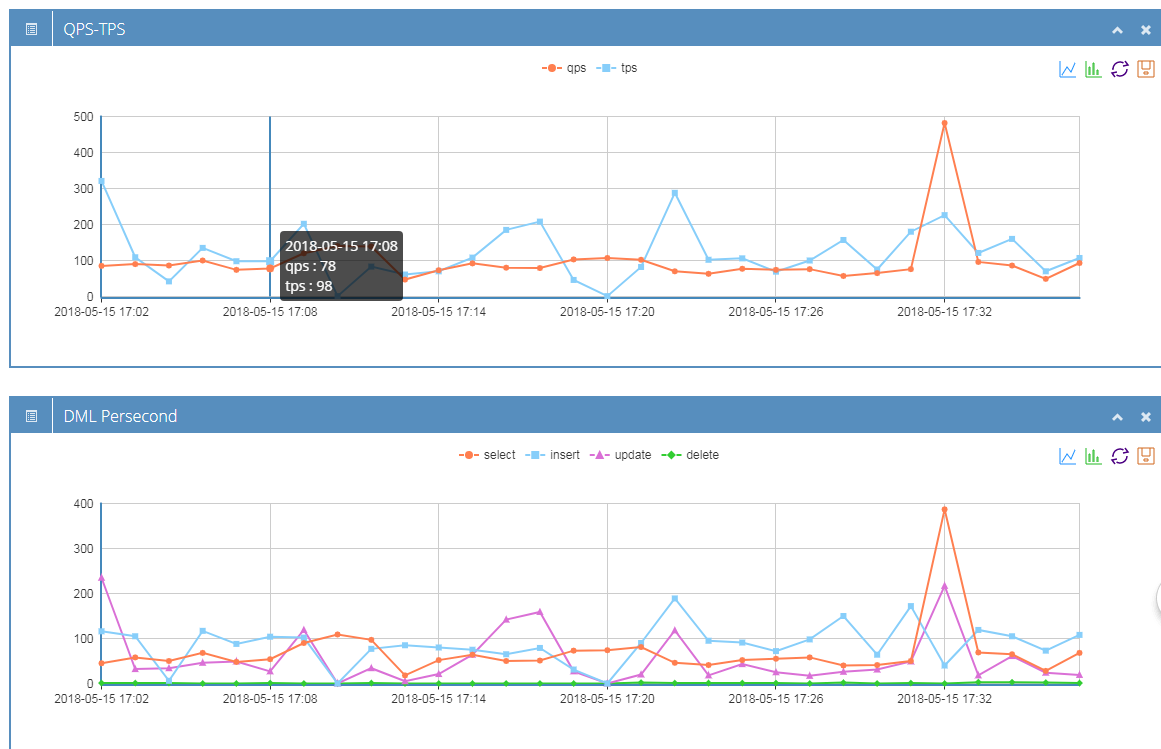 QPS-TPS
qps tps
500
400
300
200
100
0
2018-05-15 17:08
qps : 78
tps : 98
2018-05-15 17:02 2018-05-15 17:08 2018-05-15 17:14 2018-05-15 17:20 2018-05-15 17:26 2018-05-15 17:32
DML Persecond
select insert update delete
400
300
200
100
0
2018-05-15 17:02 2018-05-15 17:08 2018-05-15 17:14 2018-05-15 17:20 2018-05-15 17:26 2018-05-15 17:32